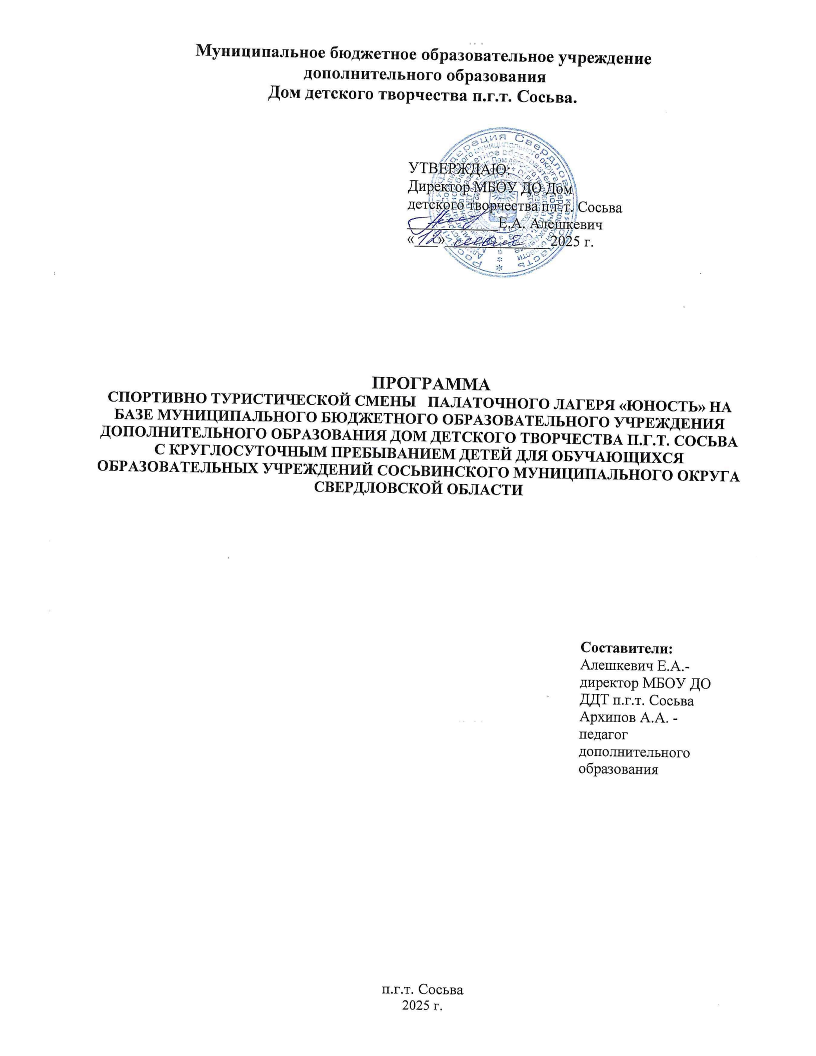 Муниципальное бюджетное образовательное учреждение
дополнительного образования
Дом детского творчества п.г.т. Сосьва.
УТВЕРЖДАЮ:
Директор МБОУ ДО Дом
детского творчества п.г.т. Сосьва
Е.А. Алешкевич
«12» 2025 г.
ПРОГРАММА
СПОРТИВНО ТУРИСТИЧЕСКОЙ СМЕНЫ ПАЛАТОЧНОГО ЛАГЕРЯ «ЮНОСТЬ» НА
БАЗЕ МУНИЦИПАЛЬНОГО БЮДЖЕТНОГО ОБРАЗОВАТЕЛЬНОГО УЧРЕЖДЕНИЯ
ДОПОЛНИТЕЛЬНОГО ОБРАЗОВАНИЯ ДОМ ДЕТСКОГО ТВОРЧЕСТВА П.Г.Т. СОСЬВА
С КРУГЛОСУТОЧНЫМ ПРЕБЫВАНИЕМ ДЕТЕЙ ДЛЯ ОБУЧАЮЩИХСЯ
ОБРАЗОВАТЕЛЬНЫХ УЧРЕЖДЕНИЙ СОСЬВИНСКОГО МУНИЦИПАЛЬНОГО ОКРУГА
СВЕРДЛОВСКОЙ ОБЛАСТИ
Составители:
Алешкевич Е.А.-
директор МБОУ ДО
ДДТ п.г.т. Сосьва
Архипов А.А. -
педагог
дополнительного
образования
п.г.т. Сосьва
2025 г.